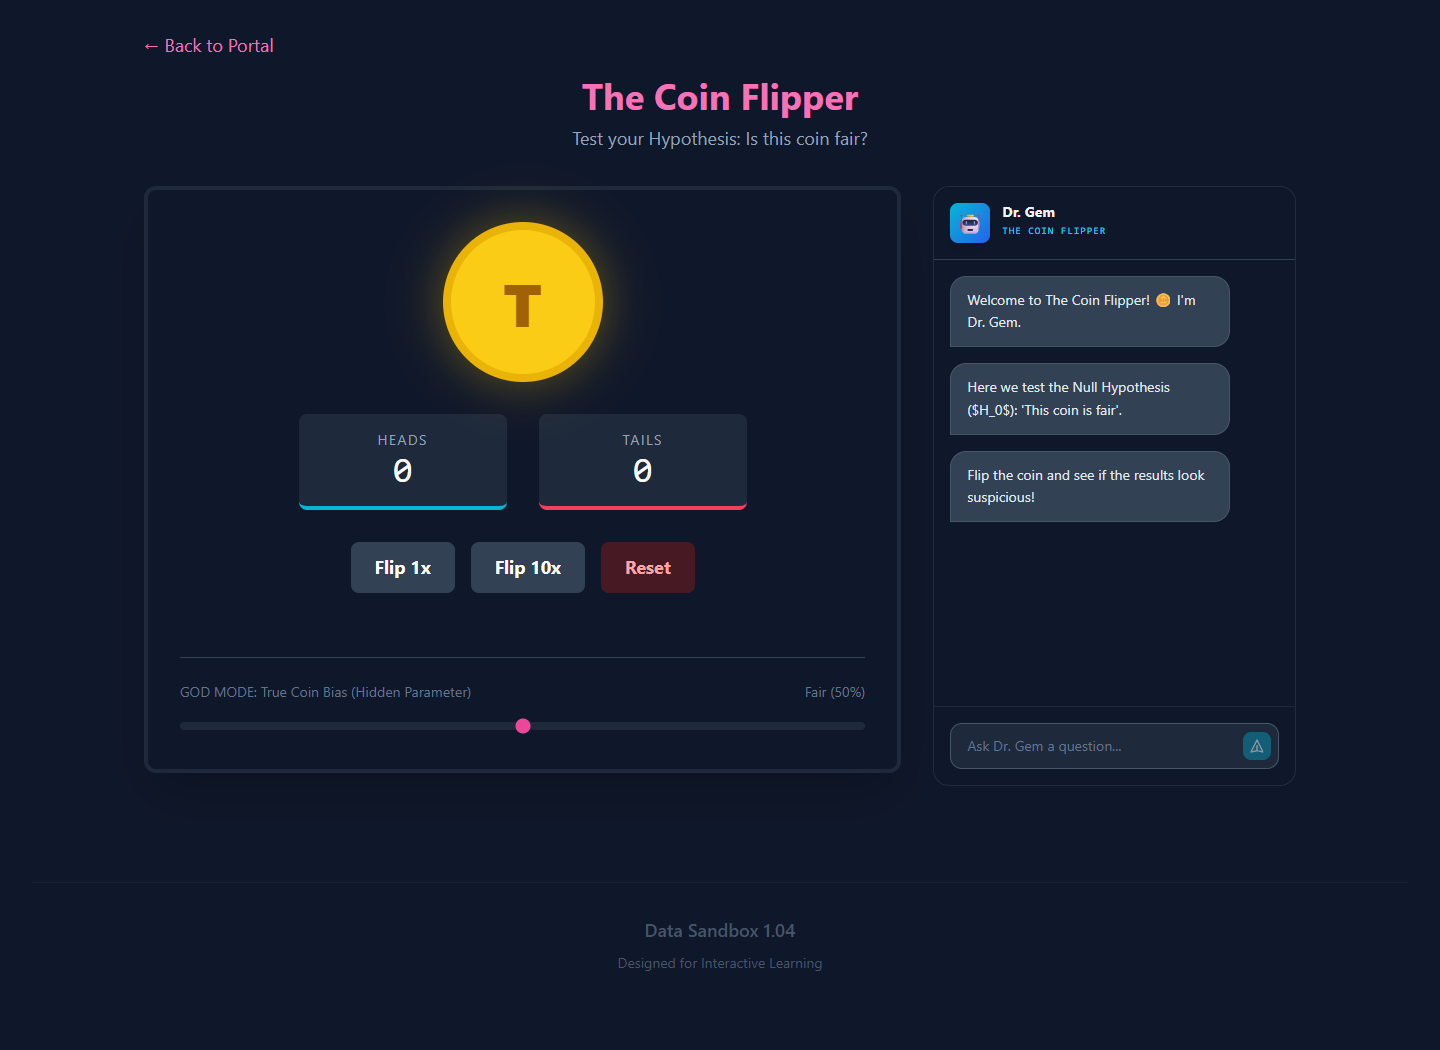 ← Back to Portal
The Coin Flipper
Test your Hypothesis: Is this coin fair?
T
HEADS
0
TAILS
0
Flip 1x
Flip 10x
Reset
GOD MODE: True Coin Bias (Hidden Parameter)
Fair (50%)
Dr. Gem
THE COIN FLIPPER
Welcome to The Coin Flipper! 🪙 I'm
Dr. Gem.
Here we test the Null Hypothesis
($H_0$): 'This coin is fair'.
Flip the coin and see if the results look
suspicious!
Ask Dr. Gem a question...
Data Sandbox 1.04
Designed for Interactive Learning